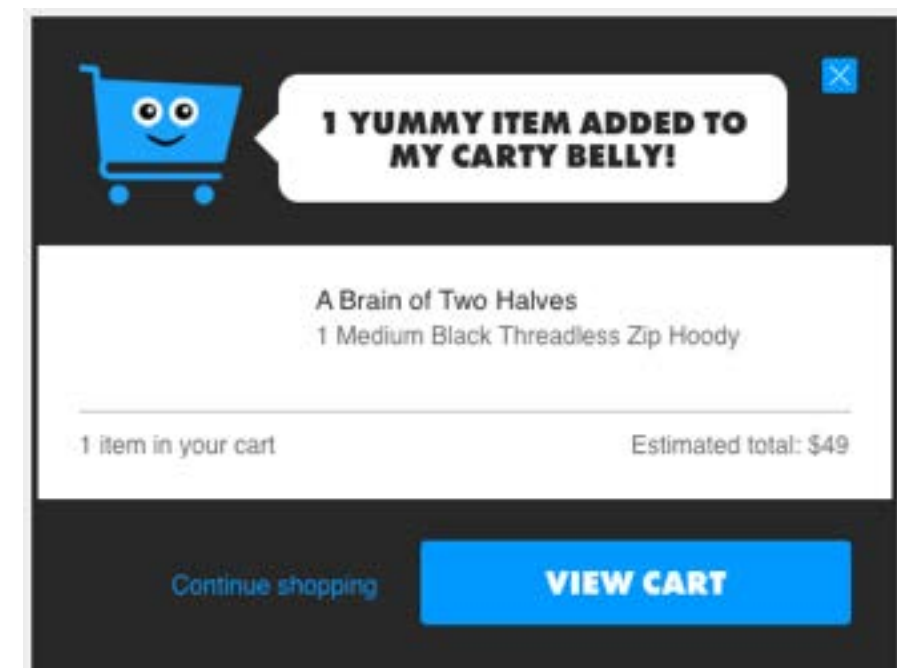 1 YUMMY ITEM ADDED TO
MY CARTY BELLY!
A Brain of Two Halves
1 Medium Black Threadless Zip Hoody
1 item in your cart
Estimated total: $49
Continue shopping
VIEW CART